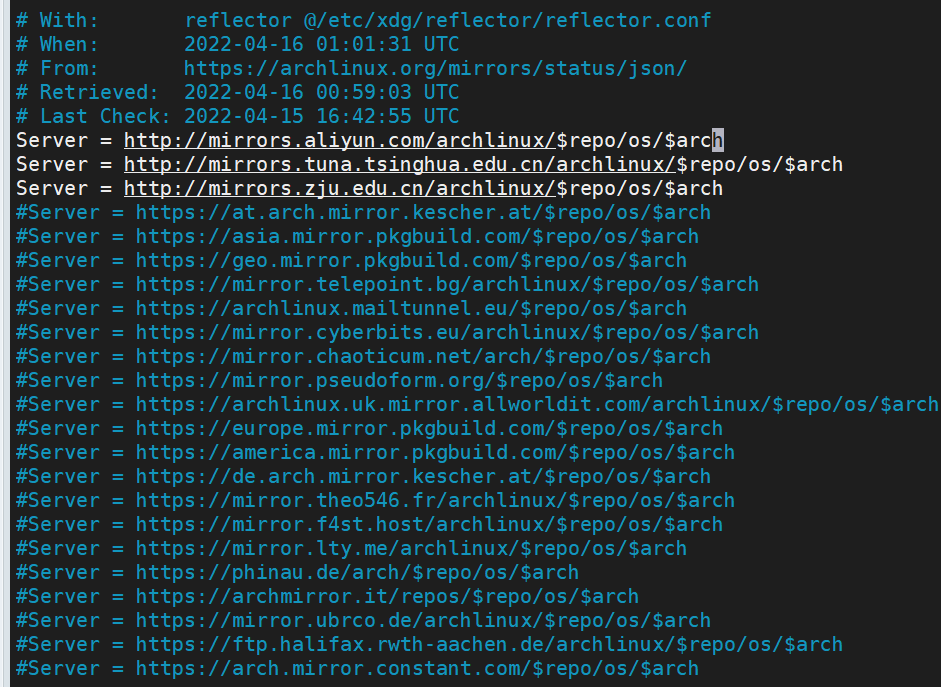 # With:       reflector @/etc/xdg/reflector/reflector.conf
# When:       2022-04-16 01:01:31 UTC
# From:       https://archlinux.org/mirrors/status/json/
# Retrieved:  2022-04-16 00:59:03 UTC
# Last Check: 2022-04-15 16:42:55 UTC
Server = http://mirrors.aliyun.com/archlinux/$repo/os/$arch
Server = http://mirrors.tuna.tsinghua.edu.cn/archlinux/$repo/os/$arch
Server = http://mirrors.zju.edu.cn/archlinux/$repo/os/$arch
#Server = https://at.arch.mirror.kescher.at/$repo/os/$arch
#Server = https://asia.mirror.pkgbuild.com/$repo/os/$arch
#Server = https://geo.mirror.pkgbuild.com/$repo/os/$arch
#Server = https://mirror.telepoint.bg/archlinux/$repo/os/$arch
#Server = https://archlinux.mailtunnel.eu/$repo/os/$arch
#Server = https://mirror.cyberbits.eu/archlinux/$repo/os/$arch
#Server = https://mirror.chaoticum.net/arch/$repo/os/$arch
#Server = https://mirror.pseudoform.org/$repo/os/$arch
#Server = https://archlinux.uk.mirror.allworldit.com/archlinux/$repo/os/$arch
#Server = https://europe.mirror.pkgbuild.com/$repo/os/$arch
#Server = https://america.mirror.pkgbuild.com/$repo/os/$arch
#Server = https://de.arch.mirror.kescher.at/$repo/os/$arch
#Server = https://mirror.theo546.fr/archlinux/$repo/os/$arch
#Server = https://mirror.f4st.host/archlinux/$repo/os/$arch
#Server = https://mirror.lty.me/archlinux/$repo/os/$arch
#Server = https://phinau.de/arch/$repo/os/$arch
#Server = https://archmirror.it/repos/$repo/os/$arch
#Server = https://mirror.ubrco.de/archlinux/$repo/os/$arch
#Server = https://ftp.halifax.rwth-aachen.de/archlinux/$repo/os/$arch
#Server = https://arch.mirror.constant.com/$repo/os/$arch